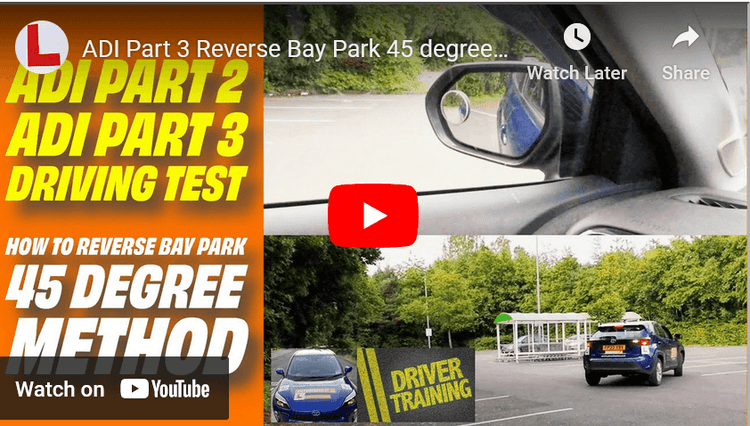 L
ADI Part 3 Reverse Bay Park 45 degree...
Watch Later
Share
ADI PART 2
ADI PART 3
DRIVING TEST
HOW TO REVERSE BAY PARK
45 DEGREE
METHOD
DRIVER
TRAINING
Watch on YouTube